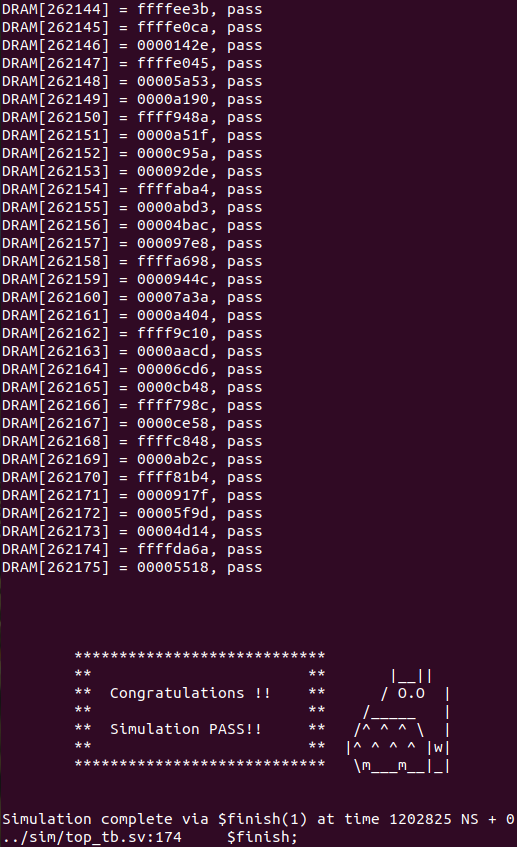 DRAM[262144] = ffffee3b, pass
DRAM[262145] = ffffe0ca, pass
DRAM[262146] = 0000142e, pass
DRAM[262147] = ffffe045, pass
DRAM[262148] = 00005a53, pass
DRAM[262149] = 0000a190, pass
DRAM[262150] = ffff948a, pass
DRAM[262151] = 0000a51f, pass
DRAM[262152] = 0000c95a, pass
DRAM[262153] = 000092de, pass
DRAM[262154] = ffffaba4, pass
DRAM[262155] = 0000abd3, pass
DRAM[262156] = 00004bac, pass
DRAM[262157] = 000097e8, pass
DRAM[262158] = ffffa698, pass
DRAM[262159] = 0000944c, pass
DRAM[262160] = 00007a3a, pass
DRAM[262161] = 0000a404, pass
DRAM[262162] = ffff9c10, pass
DRAM[262163] = 0000aacd, pass
DRAM[262164] = 00006cd6, pass
DRAM[262165] = 0000cb48, pass
DRAM[262166] = ffff798c, pass
DRAM[262167] = 0000ce58, pass
DRAM[262168] = ffffc848, pass
DRAM[262169] = 0000ab2c, pass
DRAM[262170] = ffff81b4, pass
DRAM[262171] = 0000917f, pass
DRAM[262172] = 00005f9d, pass
DRAM[262173] = 00004d14, pass
DRAM[262174] = ffffda6a, pass
DRAM[262175] = 00005518, pass
        ****************************
        **                        **       |__||
        **  Congratulations !!    **      / O.O  |
        **                        **    /_____   |
        **  Simulation PASS!!     **   /^ ^ ^ \  |
        **                        **  |^ ^ ^ ^ |w|
        ****************************   \m___m__|_|
Simulation complete via $finish(1) at time 1202825 NS + 0
../sim/top_tb.sv:174     $finish;